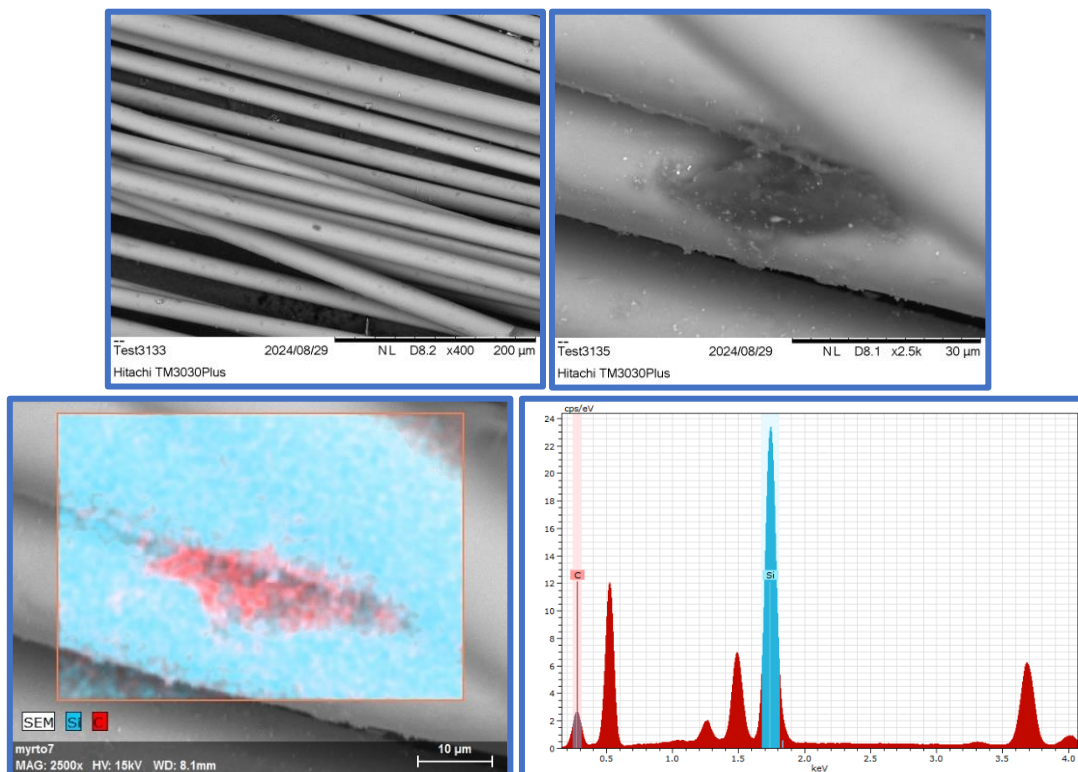 Test3133 2024/08/29 NL D8.2 x400 200 µm
Hitachi TM3030Plus
Test3135 2024/08/29 NL D8.1 x2.5k 30 µm
Hitachi TM3030Plus
SEM Si C
myrto7 10 µm
MAG: 2500x HV: 15kV WD: 8.1mm
cps/eV
24
22
20
18
16
14
12
10
8
6
4
2
0
C Si
0.5 1.0 1.5 2.0 2.5 3.0 3.5 4.0
keV